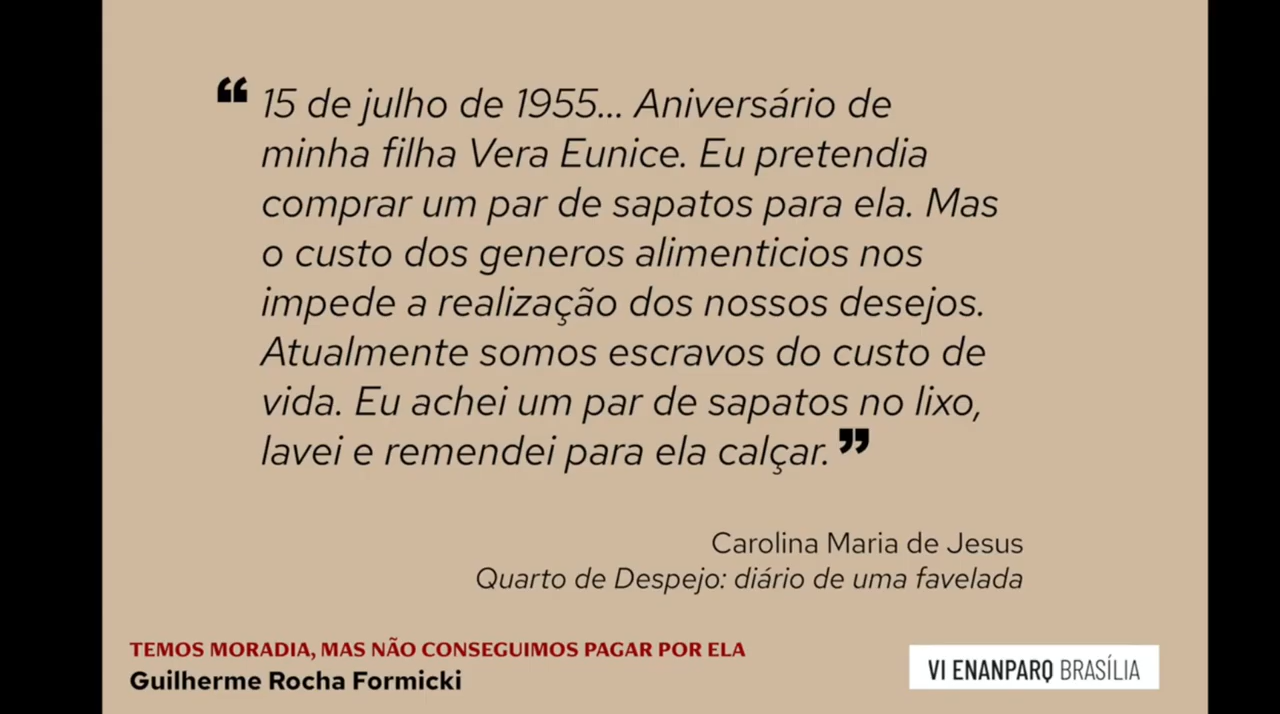 “ 15 de julho de 1955... Aniversário de
minha filha Vera Eunice. Eu pretendia
comprar um par de sapatos para ela. Mas
o custo dos generos alimenticios nos
impede a realização dos nossos desejos.
Atualmente somos escravos do custo de
vida. Eu achei um par de sapatos no lixo,
lavei e remendei para ela calçar. ”
Carolina Maria de Jesus
Quarto de Despejo: diário de uma favelada
TEMOS MORADIA, MAS NÃO CONSEGUIMOS PAGAR POR ELA
Guilherme Rocha Formicki
VI ENANPARQ BRASÍLIA